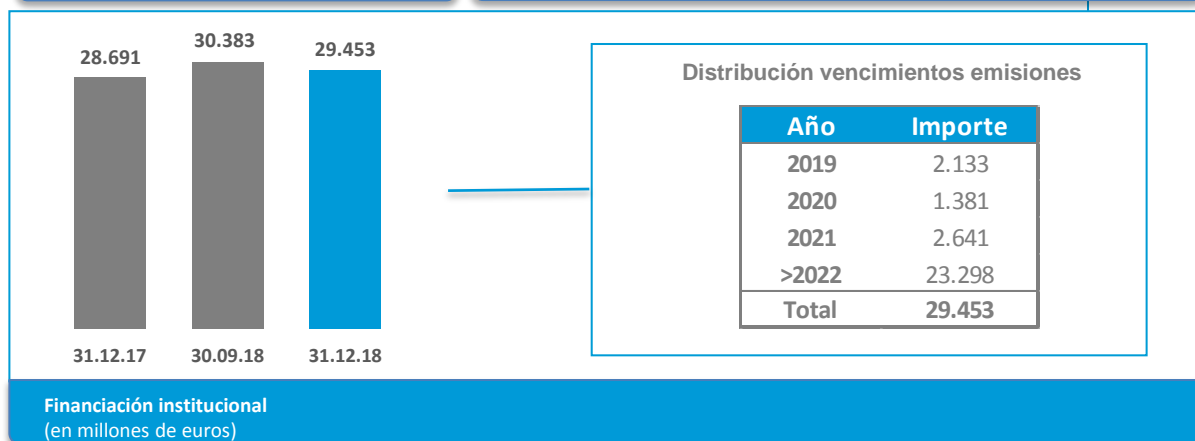 28.691
30.383
29.453
31.12.17
30.09.18
31.12.18
Distribución vencimientos emisiones
Año Importe
2019 2.133
2020 1.381
2021 2.641
>2022 23.298
Total 29.453
Financiación institucional
(en millones de euros)